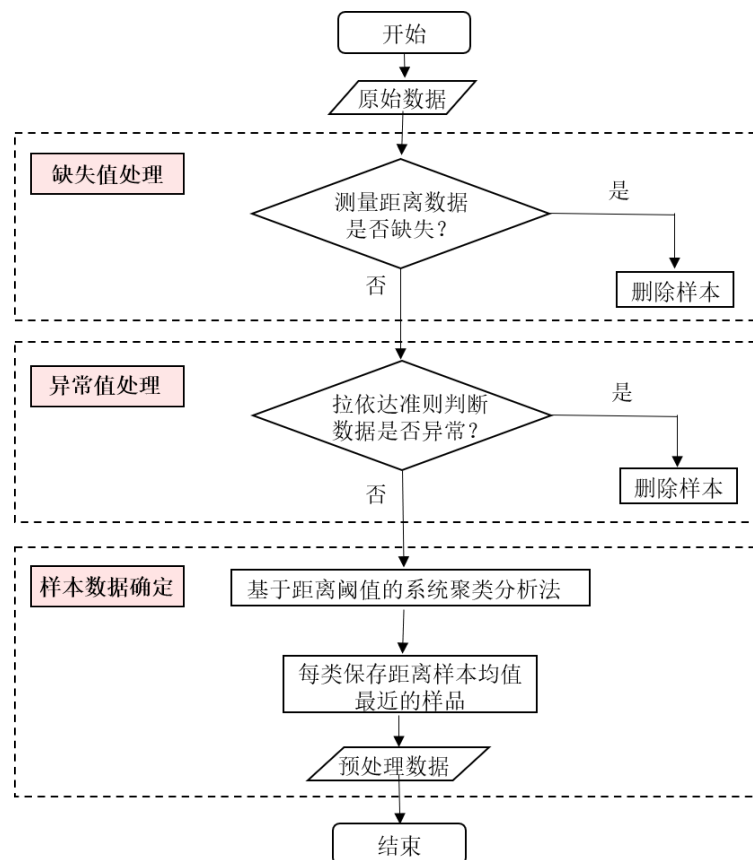 开始
原始数据
缺失值处理
测量距离数据
是否缺失？
是
删除样本
否
异常值处理
拉依达准则判断
数据是否异常？
是
删除样本
否
样本数据确定
基于距离阈值的系统聚类分析法
每类保存距离样本均值
最近的样品
预处理数据
结束